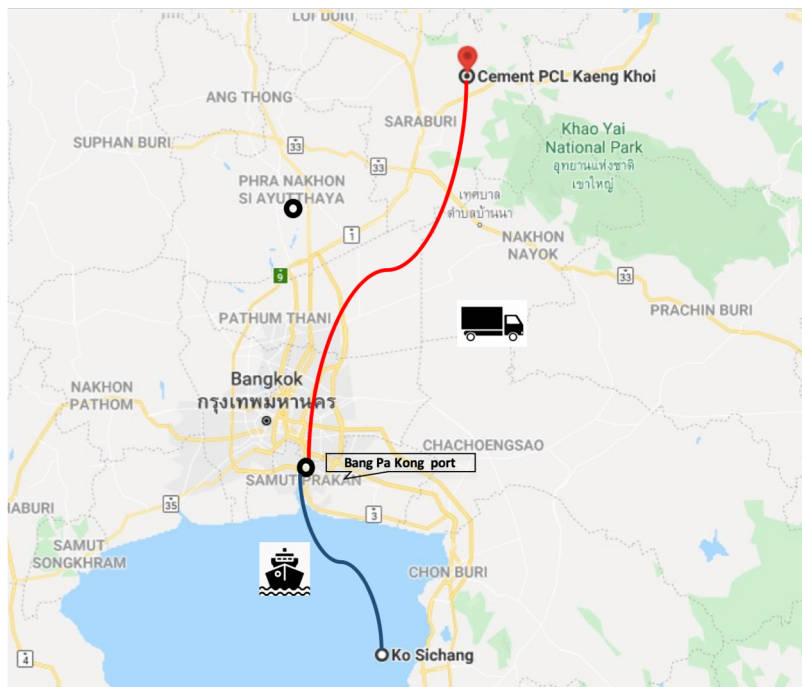 LOP BURI
Cement PCL Kaeng Khoi
ANG THONG
SARABURI
Khao Yai
National Park
อุทยานแห่งชาติ
เขาใหญ่
SUPHAN BURI
33
33
PHRA NAKHON
SI AYUTTHAYA
เทศบาล
ตำบลบ้านนา
1
NAKHON
NAYOK
9
33
PATHUM THANI
PRACHIN BURI
Bangkok
กรุงเทพมหานคร
NAKHON
PATHOM
CHACHOENGSAO
Bang Pa Kong port
SAMUT PRAKAN
35
3
HABURI
SAMUT
SONGKHRAM
CHON BURI
4
Ko Sichang